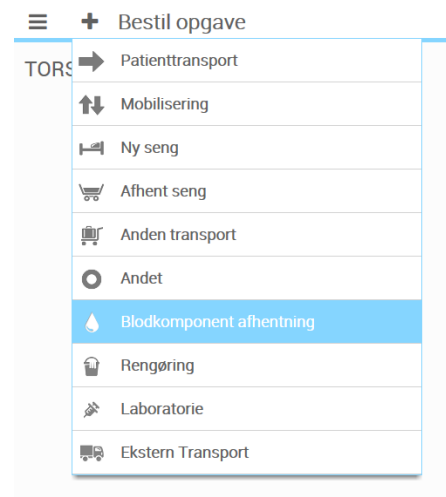 Bestil opgave
TORS
Patienttransport
Mobilisering
Ny seng
Afhent seng
Anden transport
Andet
Blodkomponent afhentning
Rengøring
Laboratorie
Ekstern Transport